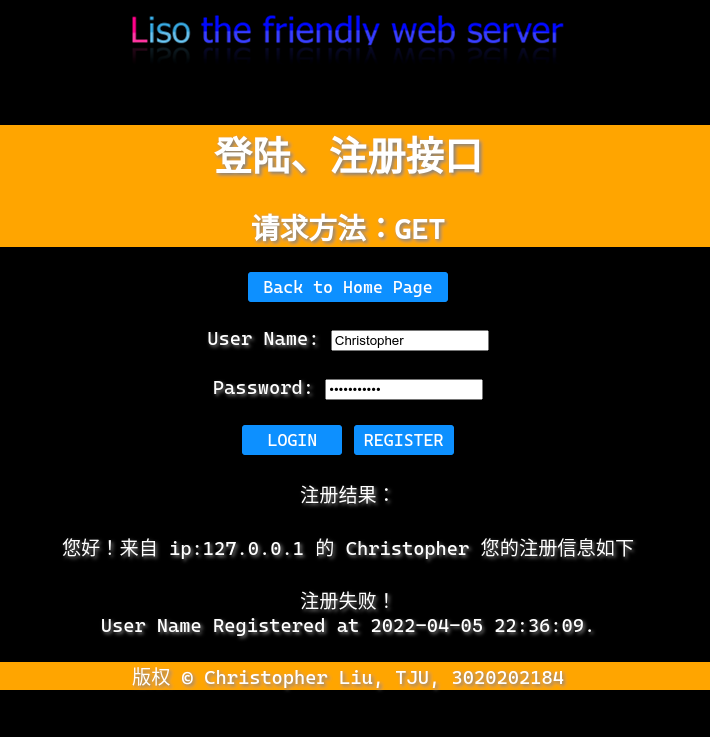 Liso the friendly web server
登陆、注册接口
请求方法：GET
Back to Home Page
User Name: Christopher
Password: •••••••••••
LOGIN REGISTER
注册结果：
您好！来自 ip:127.0.0.1 的 Christopher 您的注册信息如下
注册失败！
User Name Registered at 2022-04-05 22:36:09.
版权 © Christopher Liu, TJU, 3020202184